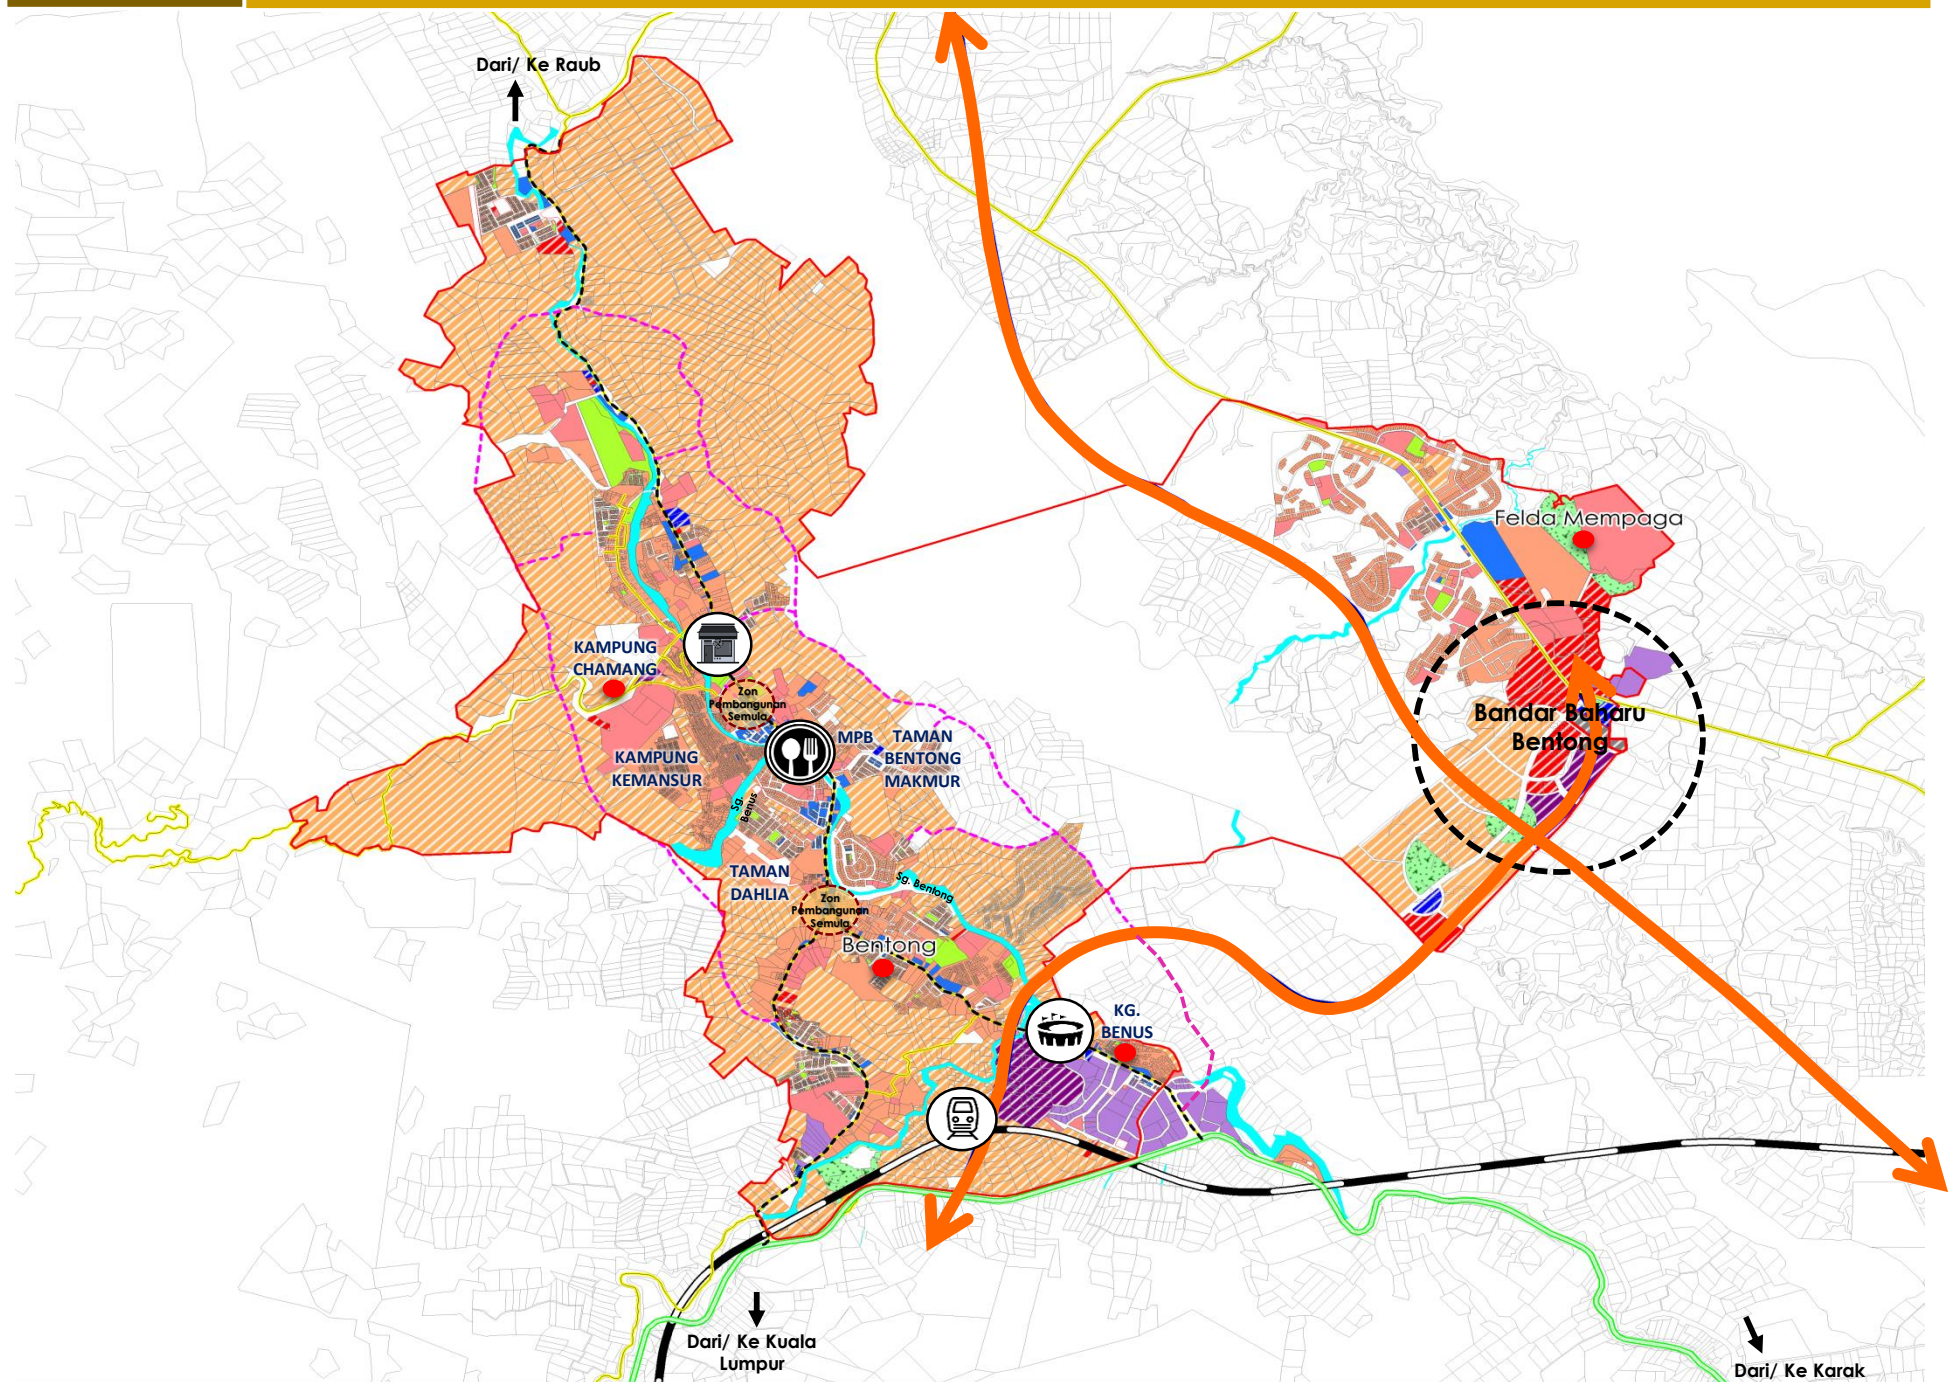 Dari/ Ke Raub
Felda Mempaga
KAMPUNG
CHAMANG
Zon
Pembangunan
Semula
Bandar Baharu
Bentong
MPB
TAMAN
BENTONG
MAKMUR
KAMPUNG
KEMANSUR
Sg.
Benus
TAMAN
DAHLIA
Sg. Bentong
Zon
Pembangunan
Semula
Bentong
KG.
BENUS
Dari/ Ke Kuala
Lumpur
Dari/ Ke Karak